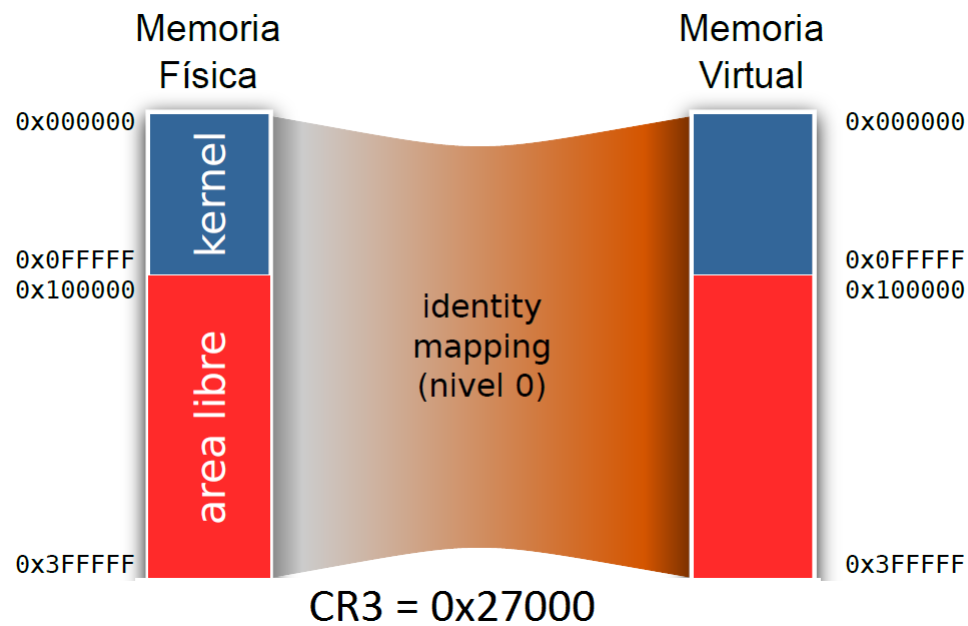 Memoria
Física
Memoria
Virtual
0x000000
0x000000
kernel
0x0FFFFF
0x0FFFFF
0x100000
0x100000
identity
mapping
(nivel 0)
area libre
0x3FFFFF
0x3FFFFF
CR3 = 0x27000